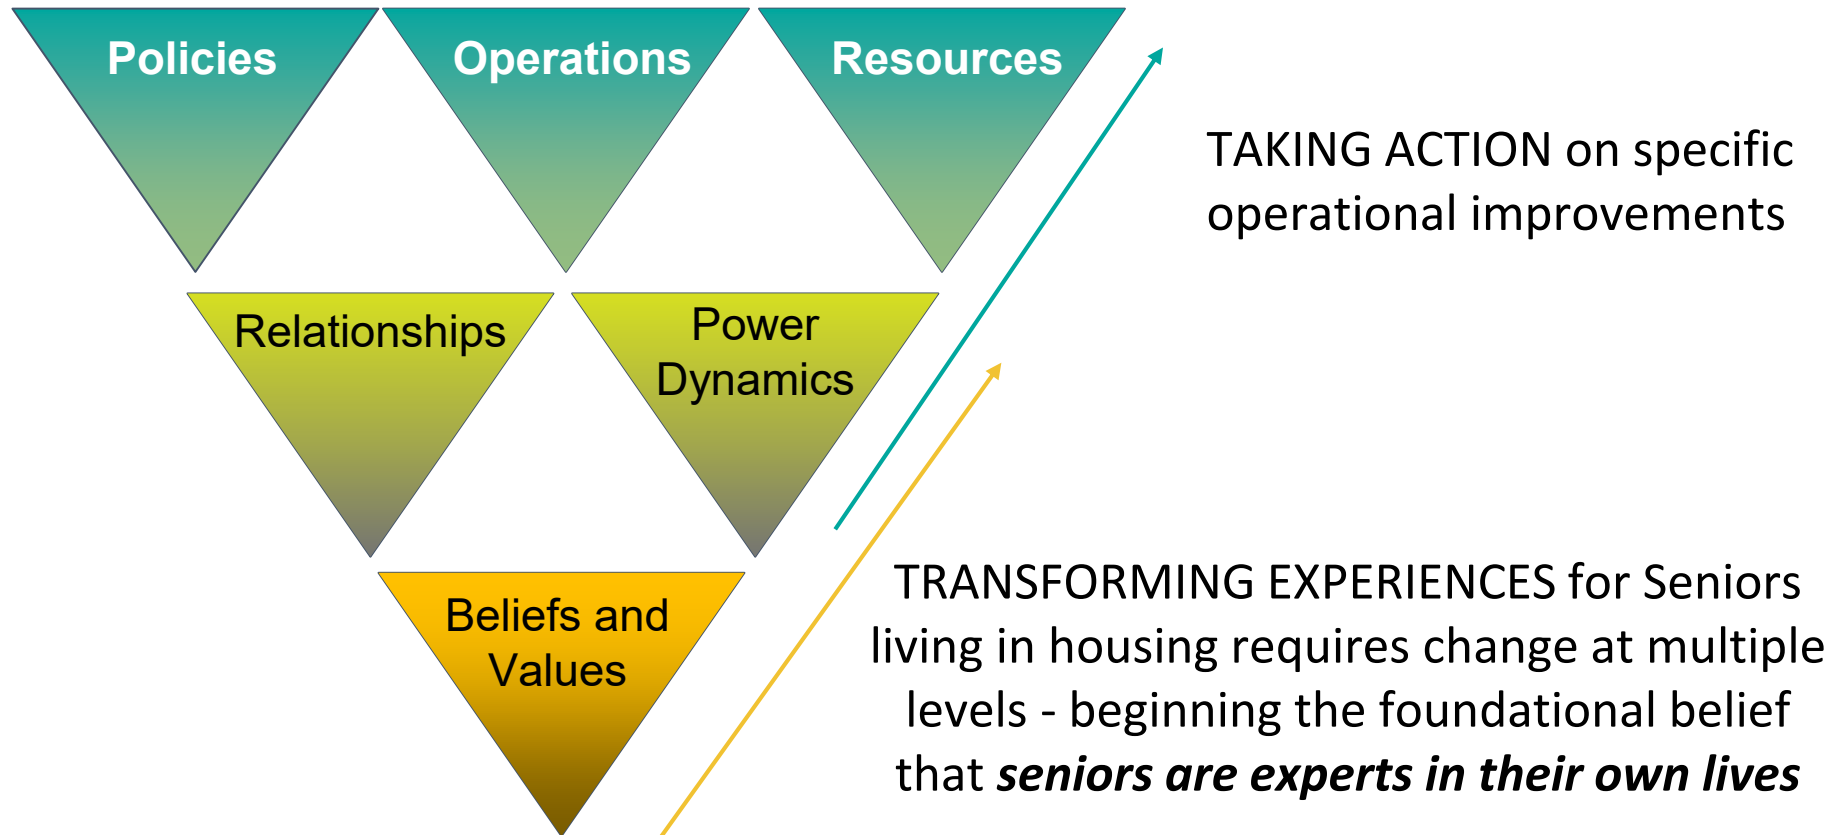 Policies
Operations
Resources
TAKING ACTION on specific
operational improvements
Relationships
Power
Dynamics
Beliefs and
Values
TRANSFORMING EXPERIENCES for Seniors
living in housing requires change at multiple
levels - beginning the foundational belief
that seniors are experts in their own lives